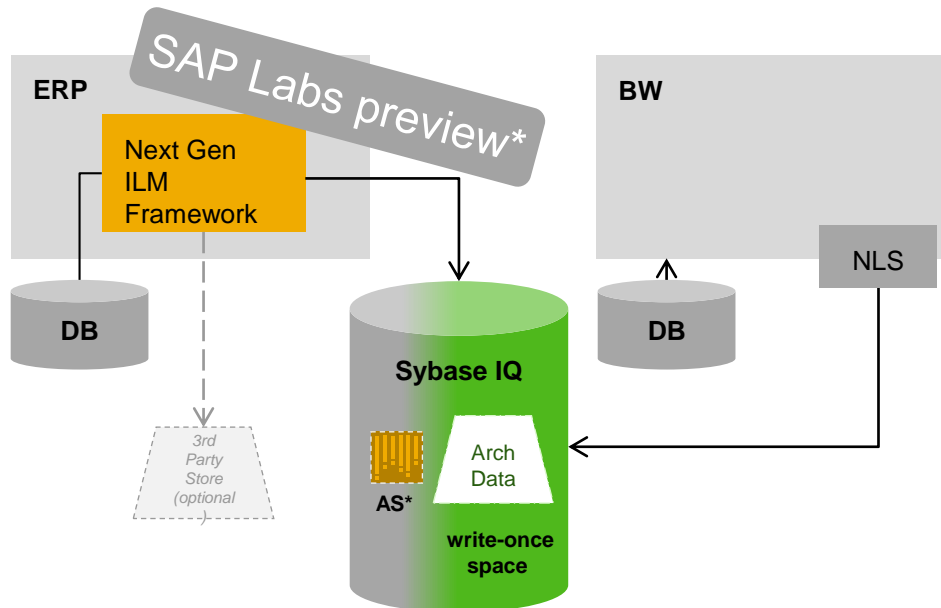 SAP Labs preview*
ERP
Next Gen
ILM
Framework
DB
3rd
Party
Store
(optional
)
Sybase IQ
AS*
Arch
Data
write-once
space
BW
NLS
DB